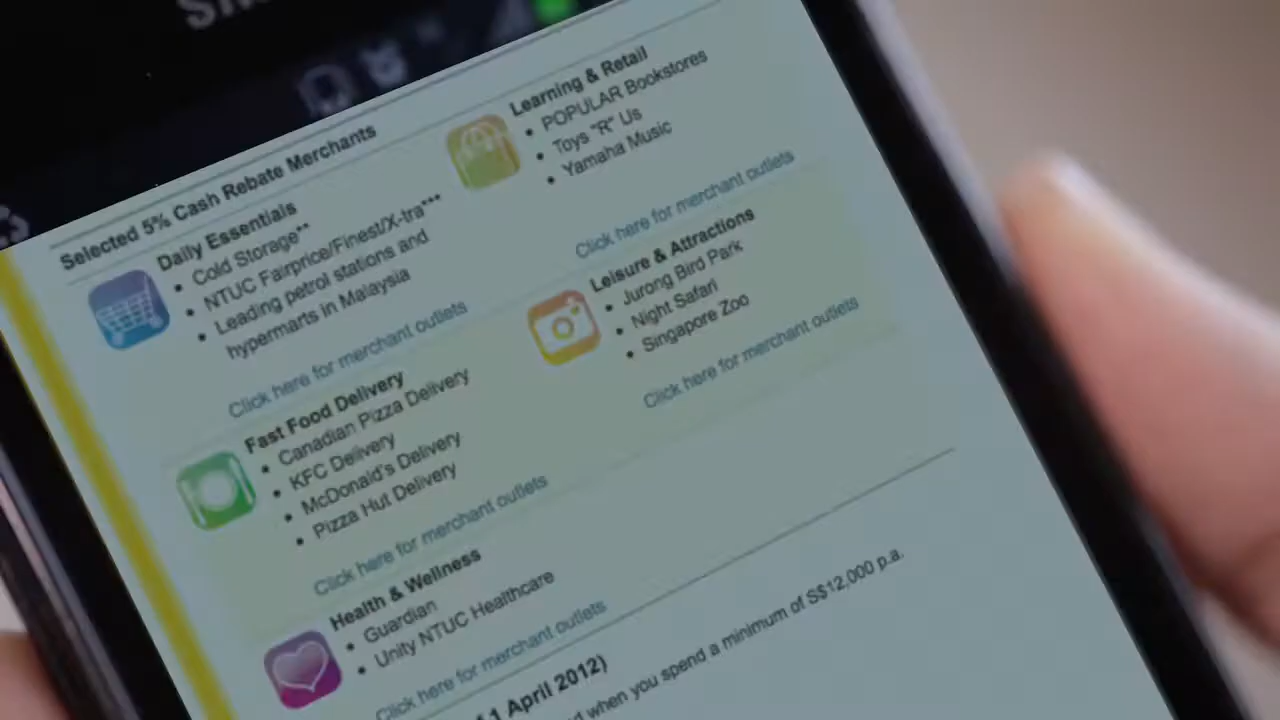 Selected 5% Cash Rebate Merchants
Daily Essentials
• Cold Storage**
• NTUC Fairprice/Finest/X-tra***
• Leading petrol stations and
hypermarts in Malaysia
Click here for merchant outlets
Fast Food Delivery
• Canadian Pizza Delivery
• KFC Delivery
• McDonald's Delivery
• Pizza Hut Delivery
Click here for merchant outlets
Health & Wellness
• Guardian
• Unity NTUC Healthcare
Click here for merchant outlets
Learning & Retail
• POPULAR Bookstores
• Toys "R" Us
• Yamaha Music
Click here for merchant outlets
Leisure & Attractions
• Jurong Bird Park
• Night Safari
• Singapore Zoo
Click here for merchant outlets
1 April 2012)
when you spend a minimum of S$12,000 p.a.